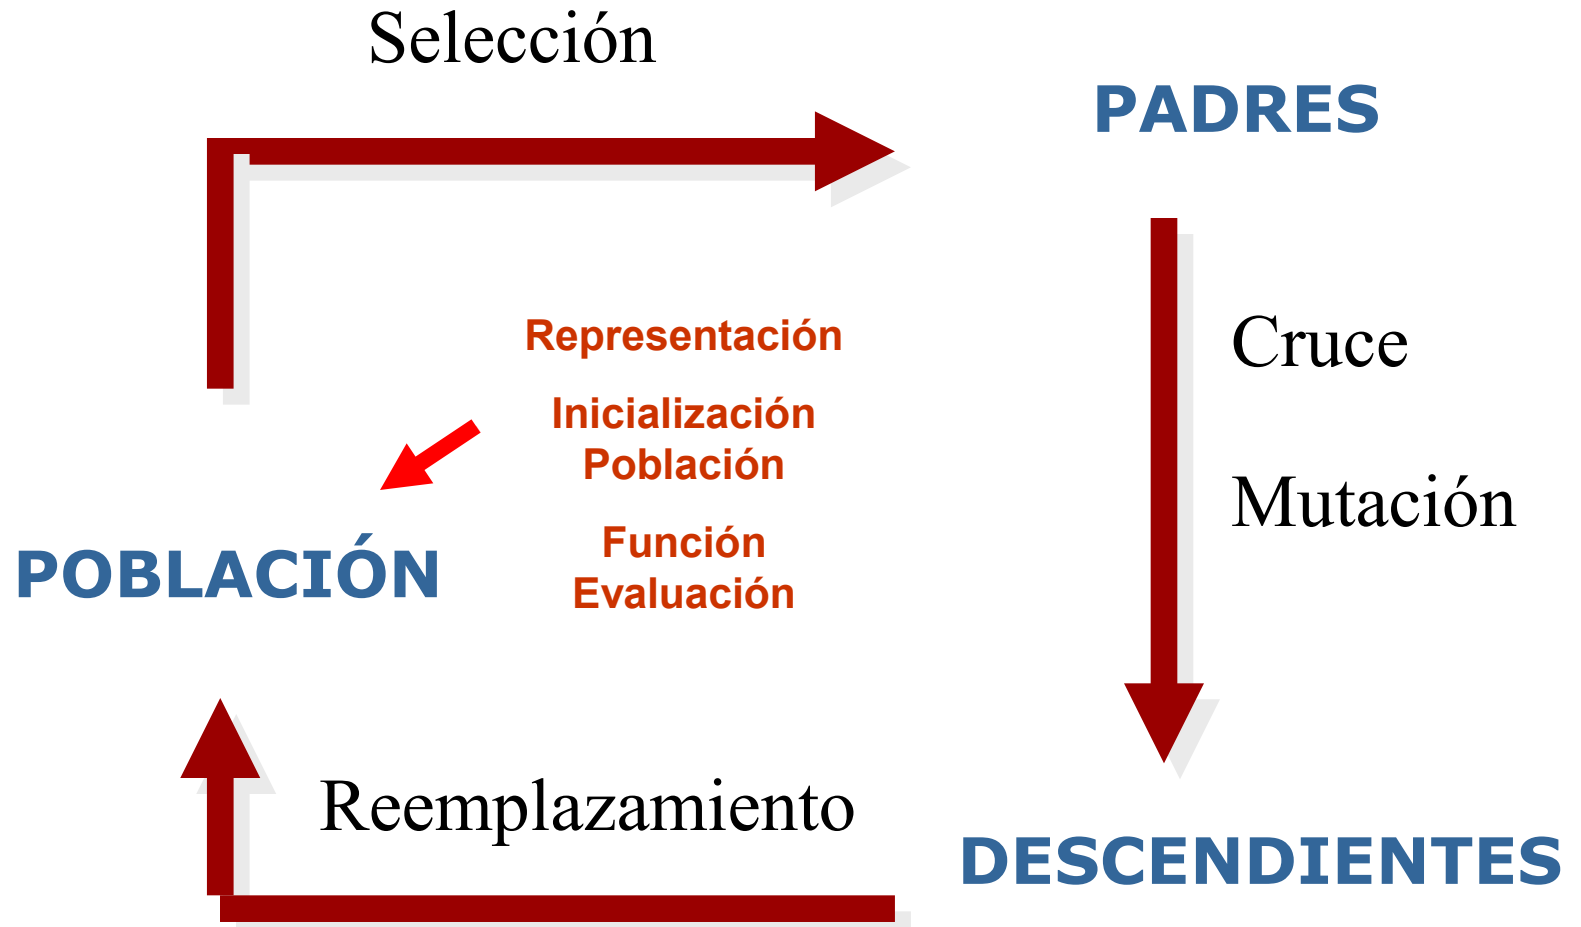 Selección
PADRES
Representación
Cruce
Inicialización
Población
Mutación
Función
POBLACIÓN
Evaluación
Reemplazamiento
DESCENDIENTES